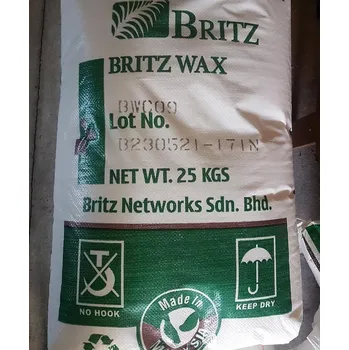 BRITZ
BRITZ WAX
BWC09
Lot No.
B230521-171N
NET WT. 25 KGS
Britz Networks Sdn. Bhd.
NO HOOK
KEEP DRY
Made in